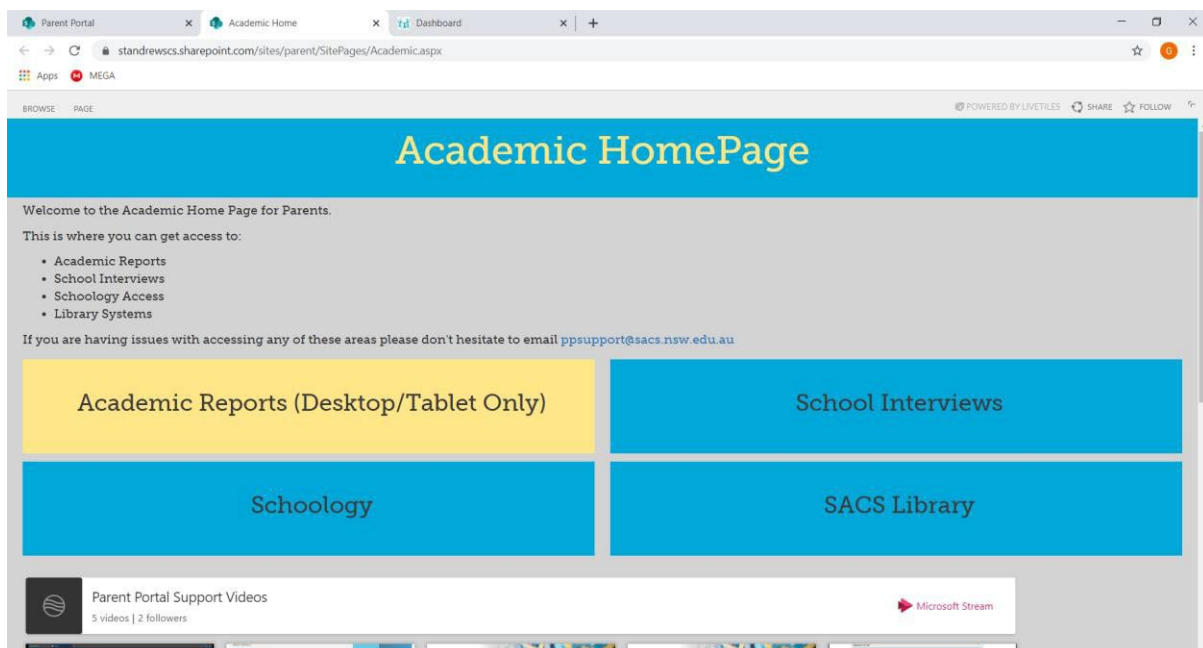 Parent Portal
Academic Home
Dashboard
standrewscs.sharepoint.com/sites/parent/SitePages/Academic.aspx
G
Apps
MEGA
BROWSE PAGE
POWERED BY LIVETILES SHARE FOLLOW
Academic HomePage
Welcome to the Academic Home Page for Parents.
This is where you can get access to:
• Academic Reports
• School Interviews
• Schoology Access
• Library Systems
If you are having issues with accessing any of these areas please don't hesitate to email ppsupport@sacs.nsw.edu.au
Academic Reports (Desktop/Tablet Only)
School Interviews
Schoology
SACS Library
Parent Portal Support Videos
5 videos | 2 followers
Microsoft Stream